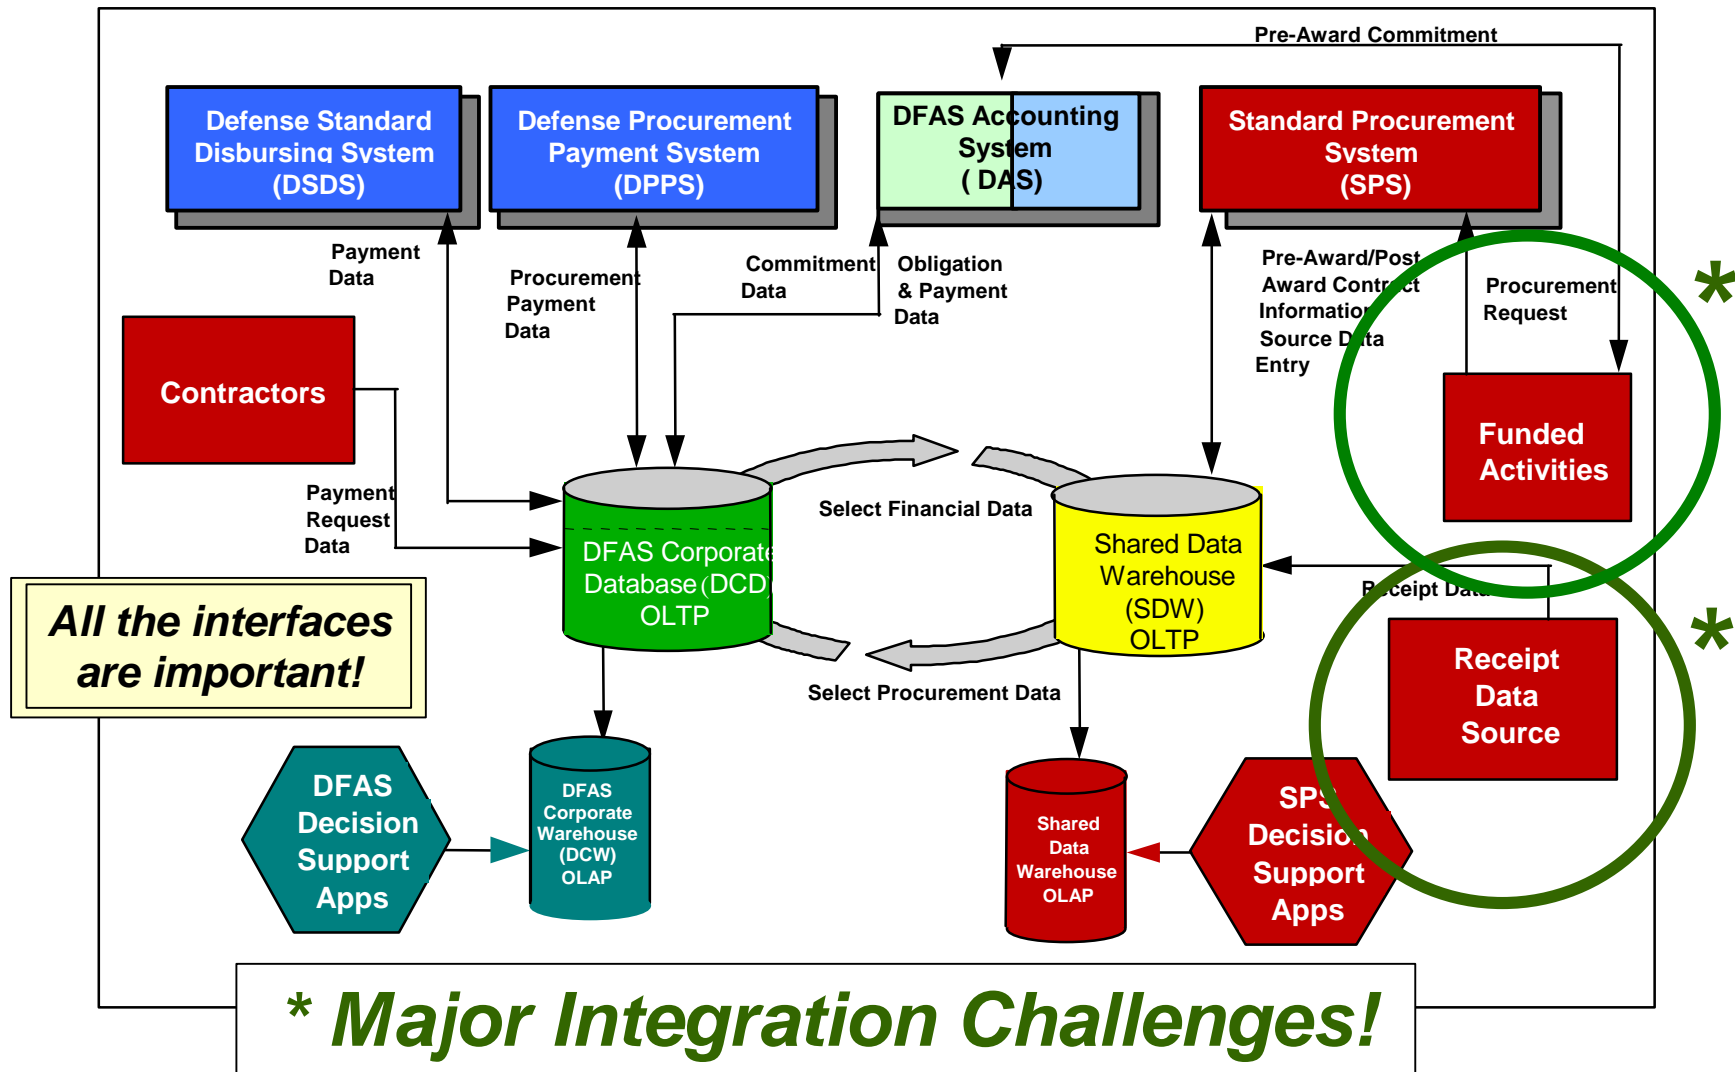 Pre-Award Commitment
Defense Standard
Disbursing System
(DSDS)
Defense Procurement
Payment System
(DPPS)
DFAS Accounting
System
( DAS)
Standard Procurement
System
(SPS)
Payment
Data
Procurement
Payment
Data
Commitment
Data
Obligation
& Payment
Data
Pre-Award/Post
Award Contract
Information
Source Data
Entry
Procurement
Request
*
Contractors
Funded
Activities
Payment
Request
Data
Select Financial Data
DFAS Corporate
Database (DCD)
OLTP
Shared Data
Warehouse
(SDW)
OLTP
Receipt Data
All the interfaces
are important!
*
Receipt
Data
Source
Select Procurement Data
DFAS
Decision
Support
Apps
DFAS
Corporate
Warehouse
(DCW)
OLAP
Shared
Data
Warehouse
OLAP
SPS
Decision
Support
Apps
* Major Integration Challenges!